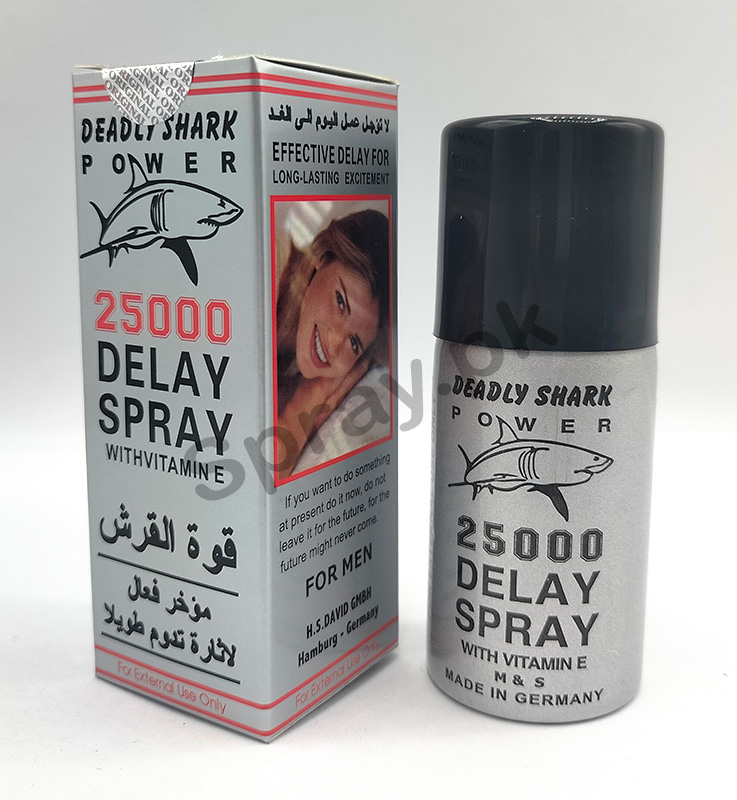 ORIGINAL
DEADLY SHARK
POWER
25000
DELAY
SPRAY
WITHVITAMIN E
قوة القرش
مؤخر فعال
لاثارة تدوم طويلا
For External Use Only
لا تؤجل عمل اليوم الى الغد
EFFECTIVE DELAY FOR
LONG-LASTING EXCITEMENT
If you want to do something
at present do it now, do not
leave it for the future, for the
future might never come.
FOR MEN
H.S. DAVID GMBH
Hamburg - Germany
For External Use Only
DEADLY SHARK
POWER
25000
DELAY
SPRAY
WITH VITAMIN E
M & S
MADE IN GERMANY
Spray.pk